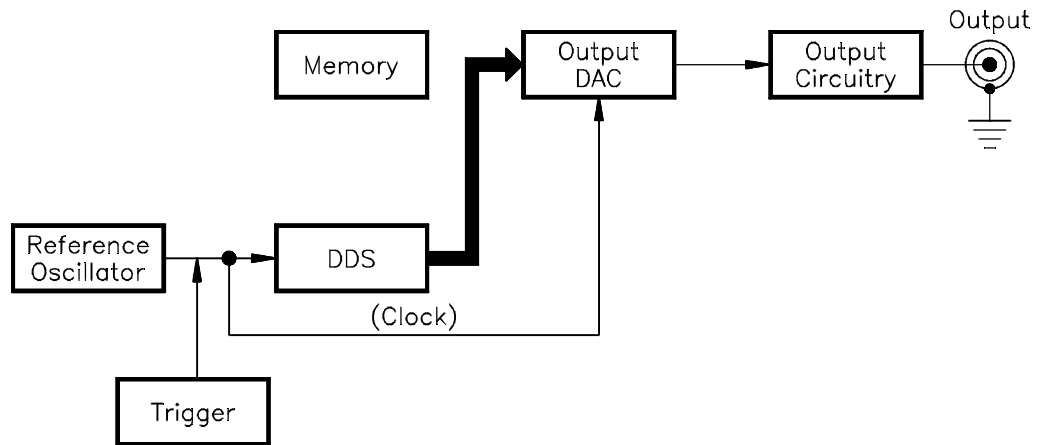 Output
Memory
Output
DAC
Output
Circuitry
Reference
Oscillator
DDS
(Clock)
Trigger